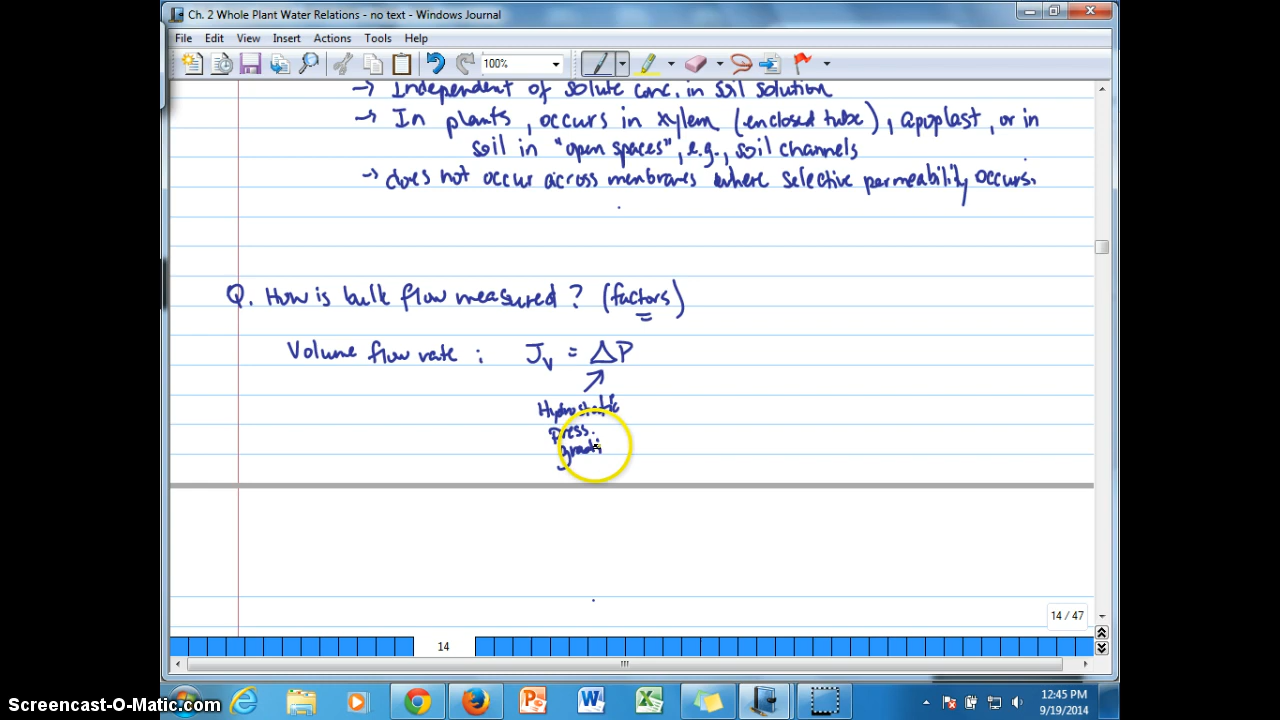 Ch. 2 Whole Plant Water Relations - no text - Windows Journal
File Edit View Insert Actions Tools Help
100%
-> Independent of solute conc. in soil solution
-> In plants, occurs in xylem (enclosed tube), apoplast, or in
soil in "open spaces", e.g., soil channels
-> does not occur across membranes where selective permeability occurs.
Q. How is bulk flow measured? (factors)
Volume flow rate : Jv = ΔP
Hydrostatic
Press.
gradi
14 / 47
14
Screencast-O-Matic.com
12:45 PM
9/19/2014